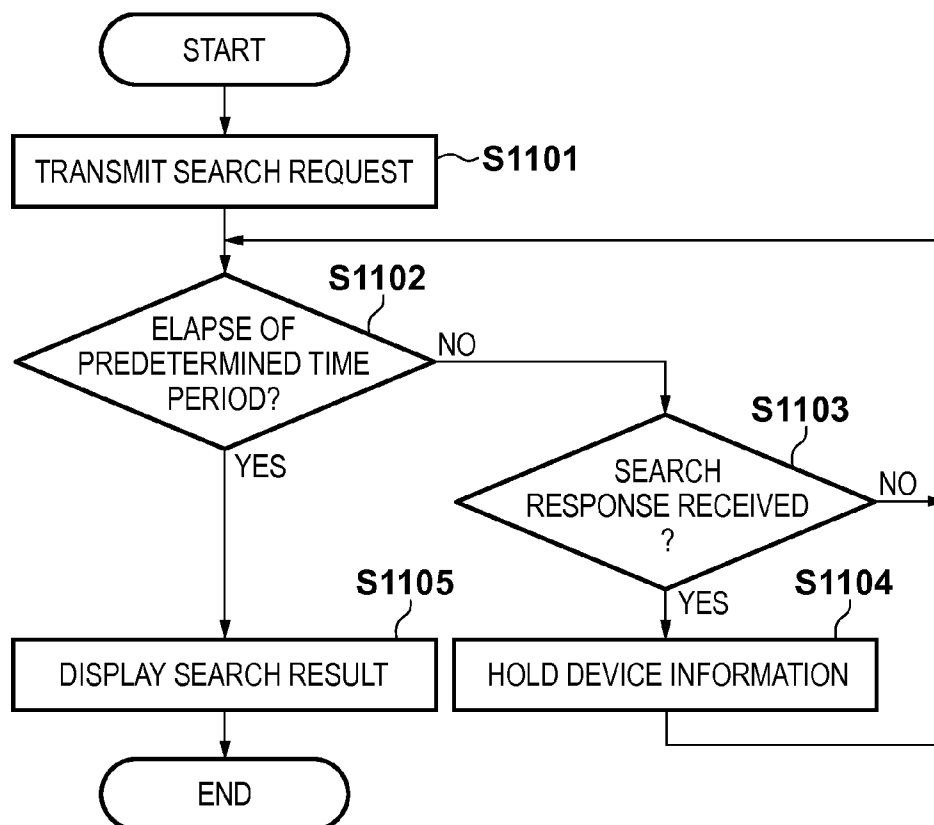 START
TRANSMIT SEARCH REQUEST
S1101
S1102
ELAPSE OF
PREDETERMINED TIME
PERIOD?
NO
YES
S1103
SEARCH
RESPONSE RECEIVED
?
NO
YES
S1105
DISPLAY SEARCH RESULT
S1104
HOLD DEVICE INFORMATION
END